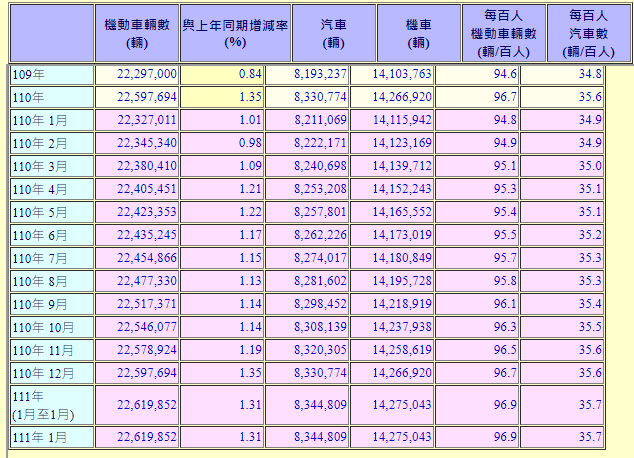 機動車輛數 (輛) 與上年同期增減率 (%) 汽車 (輛) 機車 (輛) 每百人 機動車輛數 (輛/百人) 每百人 汽車數 (輛/百人)
109年 22,297,000 0.84 8,193,237 14,103,763 94.6 34.8
110年 22,597,694 1.35 8,330,774 14,266,920 96.7 35.6
110年 1月 22,327,011 1.01 8,211,069 14,115,942 94.8 34.9
110年 2月 22,345,340 0.98 8,222,171 14,123,169 94.9 34.9
110年 3月 22,380,410 1.09 8,240,698 14,139,712 95.1 35.0
110年 4月 22,405,451 1.21 8,253,208 14,152,243 95.3 35.1
110年 5月 22,423,353 1.22 8,257,801 14,165,552 95.4 35.1
110年 6月 22,435,245 1.17 8,262,226 14,173,019 95.5 35.2
110年 7月 22,454,866 1.15 8,274,017 14,180,849 95.7 35.3
110年 8月 22,477,330 1.13 8,281,602 14,195,728 95.8 35.3
110年 9月 22,517,371 1.14 8,298,452 14,218,919 96.1 35.4
110年 10月 22,546,077 1.14 8,308,139 14,237,938 96.3 35.5
110年 11月 22,578,924 1.19 8,320,305 14,258,619 96.5 35.6
110年 12月 22,597,694 1.35 8,330,774 14,266,920 96.7 35.6
111年
(1月至1月) 22,619,852 1.31 8,344,809 14,275,043 96.9 35.7
111年 1月 22,619,852 1.31 8,344,809 14,275,043 96.9 35.7